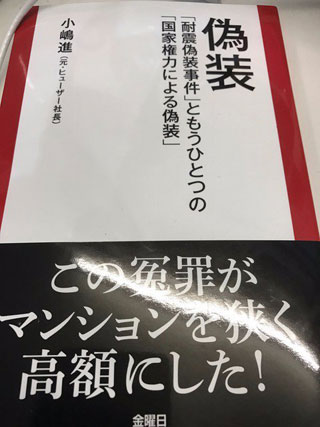 偽装
「耐震偽装事件」ともうひとつの
「国家権力による偽装」
小嶋進（元・ヒューザー社長）
この冤罪が
マンションを狭く
高額にした！
金曜日